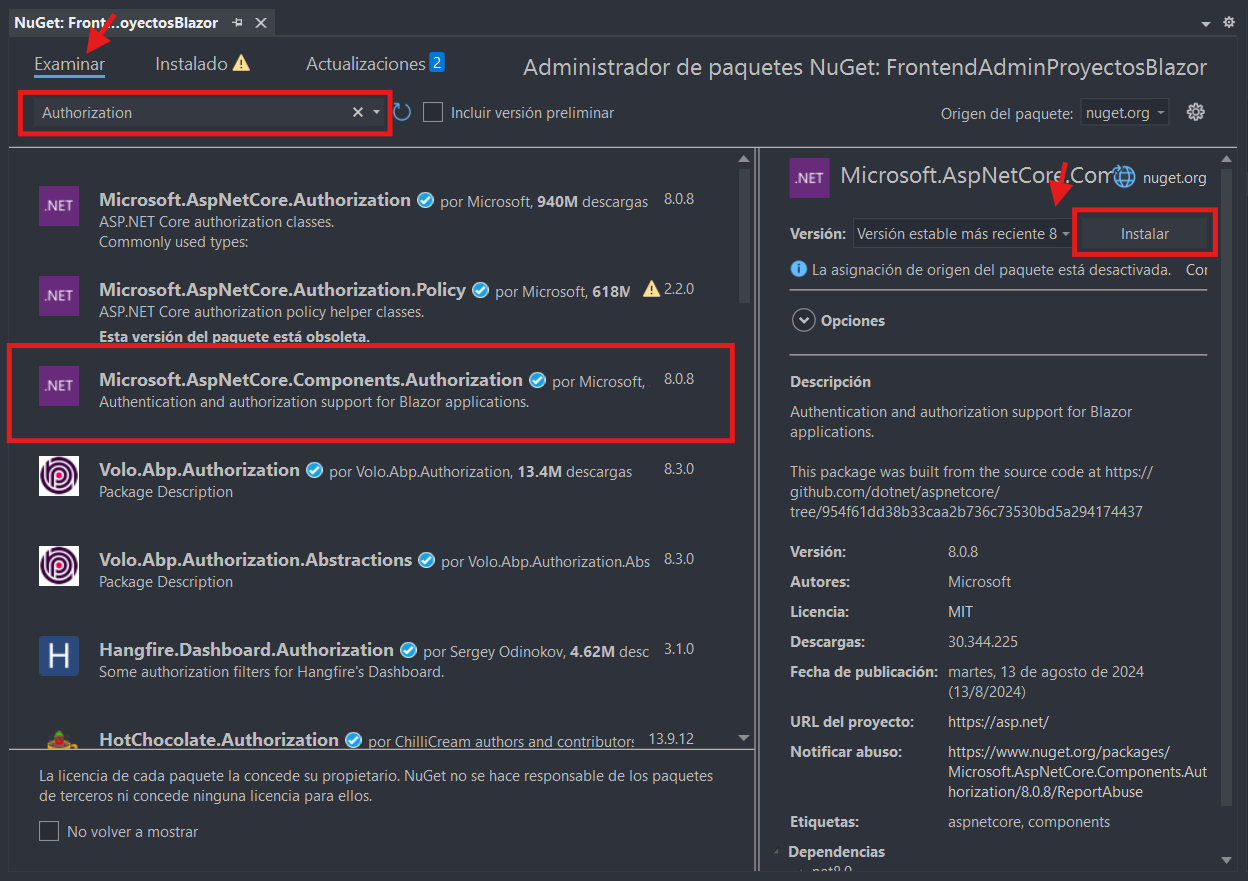 NuGet: Front...oyectosBlazor
Examinar
Instalado
Actualizaciones 2
Administrador de paquetes NuGet: FrontendAdminProyectosBlazor
Authorization
Incluir versión preliminar
Origen del paquete: nuget.org
.NET
Microsoft.AspNetCore.Authorization por Microsoft, 940M descargas 8.0.8
ASP.NET Core authorization classes.
Commonly used types:
.NET
Microsoft.AspNetCore.Authorization.Policy por Microsoft, 618M 2.2.0
ASP.NET Core authorization policy helper classes.
Esta versión del paquete está obsoleta.
.NET
Microsoft.AspNetCore.Components.Authorization por Microsoft, 8.0.8
Authentication and authorization support for Blazor applications.
Volo.Abp.Authorization por Volo.Abp.Authorization, 13.4M descargas 8.3.0
Package Description
Volo.Abp.Authorization.Abstractions por Volo.Abp.Authorization.Abs 8.3.0
Package Description
H
Hangfire.Dashboard.Authorization por Sergey Odinokov, 4.62M desc 3.1.0
Some authorization filters for Hangfire's Dashboard.
HotChocolate.Authorization por ChilliCream authors and contributors 13.9.12
La licencia de cada paquete la concede su propietario. NuGet no se hace responsable de los paquetes
de terceros ni concede ninguna licencia para ellos.
No volver a mostrar
.NET
Microsoft.AspNetCore.Com nuget.org
Versión: Versión estable más reciente 8
Instalar
La asignación de origen del paquete está desactivada. Cor
Opciones
Descripción
Authentication and authorization support for Blazor
applications.
This package was built from the source code at https://
github.com/dotnet/aspnetcore/
tree/954f61dd38b33caa2b736c73530bd5a294174437
Versión: 8.0.8
Autores: Microsoft
Licencia: MIT
Descargas: 30.344.225
Fecha de publicación: martes, 13 de agosto de 2024
(13/8/2024)
URL del proyecto: https://asp.net/
Notificar abuso: https://www.nuget.org/packages/
Microsoft.AspNetCore.Components.Aut
horization/8.0.8/ReportAbuse
Etiquetas: aspnetcore, components
Dependencias
net8.0